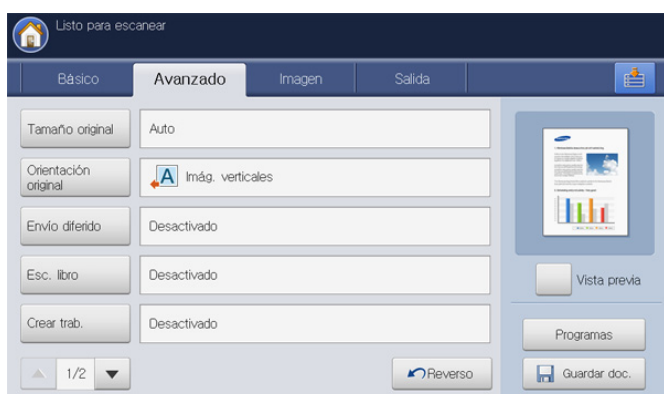 Listo para escanear
Básico
Avanzado
Imagen
Salida
Tamaño original
Auto
Orientación
original
A
Imág. verticales
Envío diferido
Desactivado
Esc. libro
Desactivado
Vista previa
Crear trab.
Desactivado
Programas
1/2
Reverso
Guardar doc.